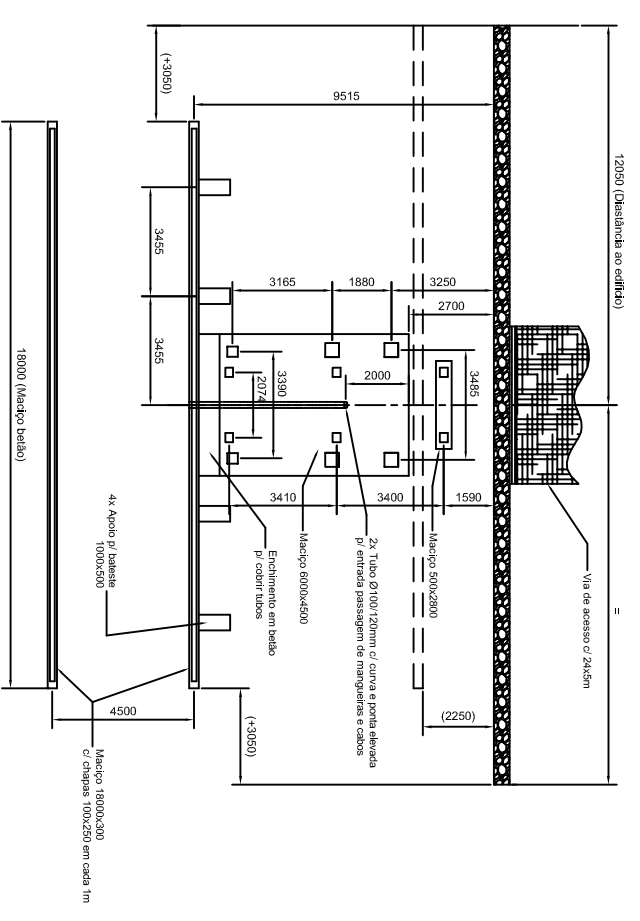 12050 (Diastância ao edifício)
=
(+3050)
9515
Via de acesso c/ 24x5m
3165
1880
3250
2700
3455
3455
3485
2000
3390
2074
18000 (Maciço betão)
3410
3400
1590
Maciço 500x2800
2x Tubo Ø100/120mm c/ curva e ponta elevada
p/ entrada passagem de mangueiras e cabos
Maciço 6000x4500
Enchimento em betão
p/ cobrir tubos
4x Apoio p/ bateste
1000x500
(2250)
(+3050)
4500
Maciço 18000x300
c/ chapas 100x250 em cada 1m